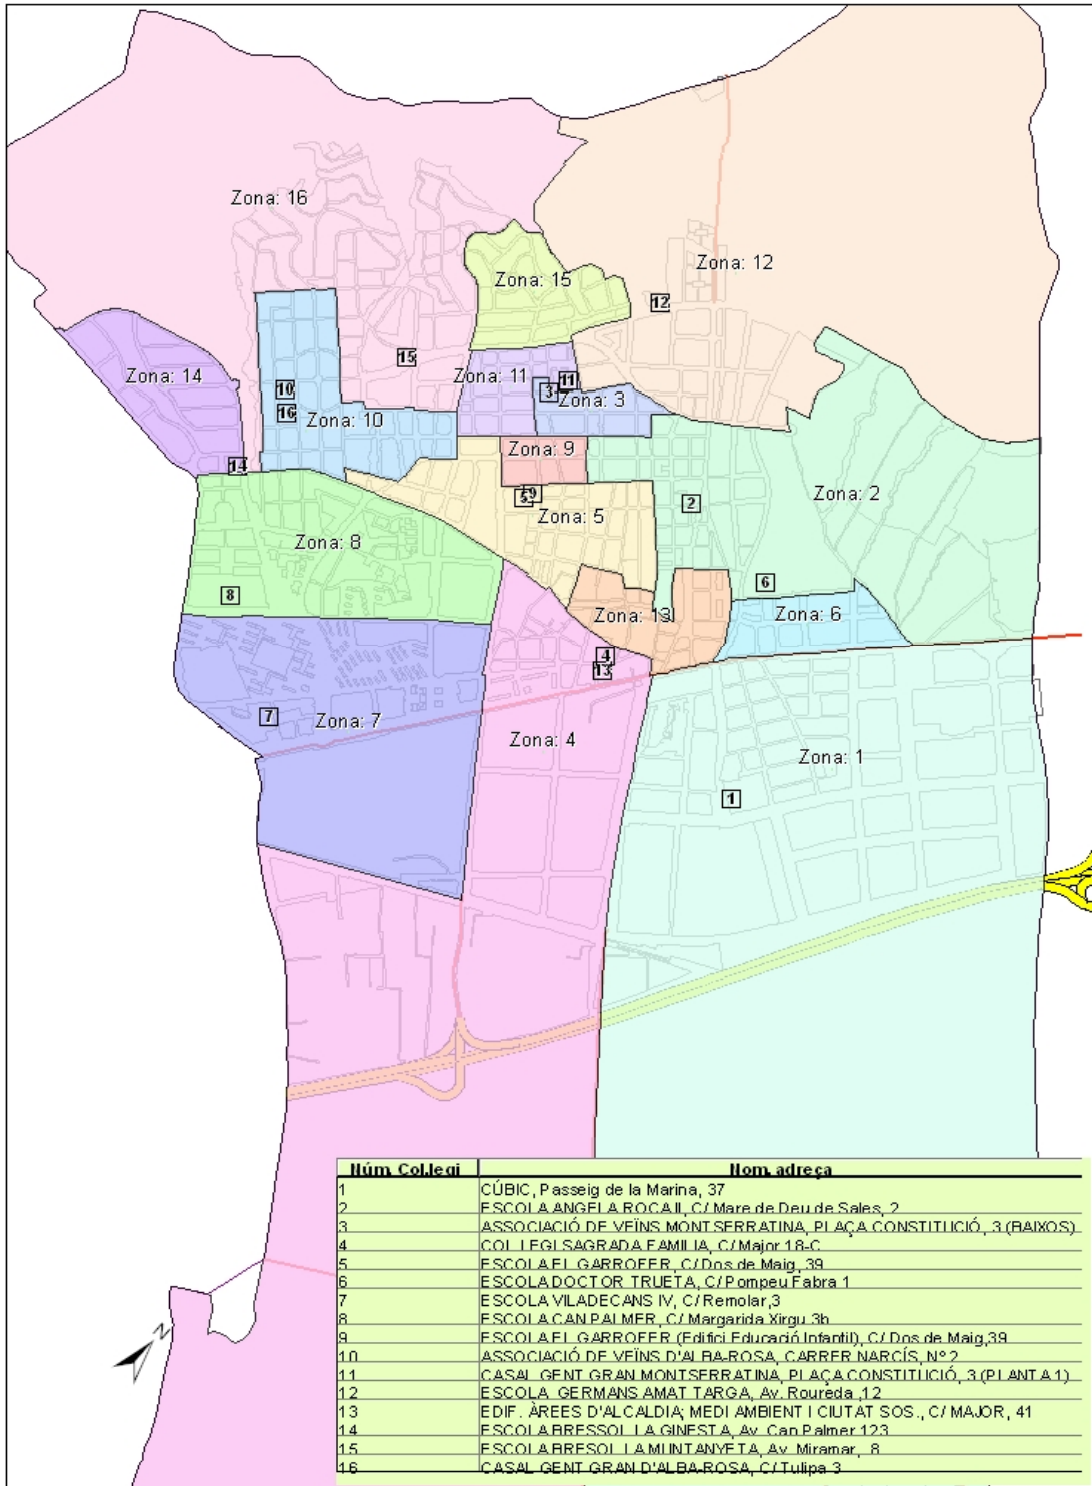 Zona: 16
Zona: 12
Zona: 15
12
15
Zona: 14
Zona: 11
11
3
Zona: 3
10
16
Zona: 10
Zona: 9
14
9
5
Zona: 5
2
Zona: 2
Zona: 8
8
6
Zona: 13
Zona: 6
4
13
7
Zona: 7
Zona: 4
Zona: 1
1
N
Núm. Col.legi Nom. adreça
1 CÚBIC, Passeig de la Marina, 37
2 ESCOLA ANGELA ROCA II, C/ Mare de Deu de Sales, 2
3 ASSOCIACIÓ DE VEÏNS MONTSERRATINA, PLAÇA CONSTITUCIÓ, 3 (BAIXOS)
4 COL.LEGI SAGRADA FAMILIA, C/ Major 18-C
5 ESCOLA EL GARROFER, C/ Dos de Maig, 39
6 ESCOLA DOCTOR TRUETA, C/ Pompeu Fabra 1
7 ESCOLA VILADECANS IV, C/ Remolar,3
8 ESCOLA CAN PALMER, C/ Margarida Xirgu 3b
9 ESCOLA EL GARROFER (Edifici Educació Infantil), C/ Dos de Maig,39
10 ASSOCIACIÓ DE VEÏNS D'ALBA-ROSA, CARRER NARCÍS, Nº 2
11 CASAL GENT GRAN MONTSERRATINA, PLAÇA CONSTITUCIÓ, 3 (PLANTA 1)
12 ESCOLA GERMANS AMAT TARGA, Av. Roureda ,12
13 EDIF. ÀREES D'ALCALDIA; MEDI AMBIENT I CIUTAT SOS., C/ MAJOR, 41
14 ESCOLA BRESSOL LA GINESTA, Av. Can Palmer 123
15 ESCOLA BRESOL LA MUNTANYETA, Av. Miramar, 8
16 CASAL GENT GRAN D'ALBA-ROSA, C/ Tulipa 3